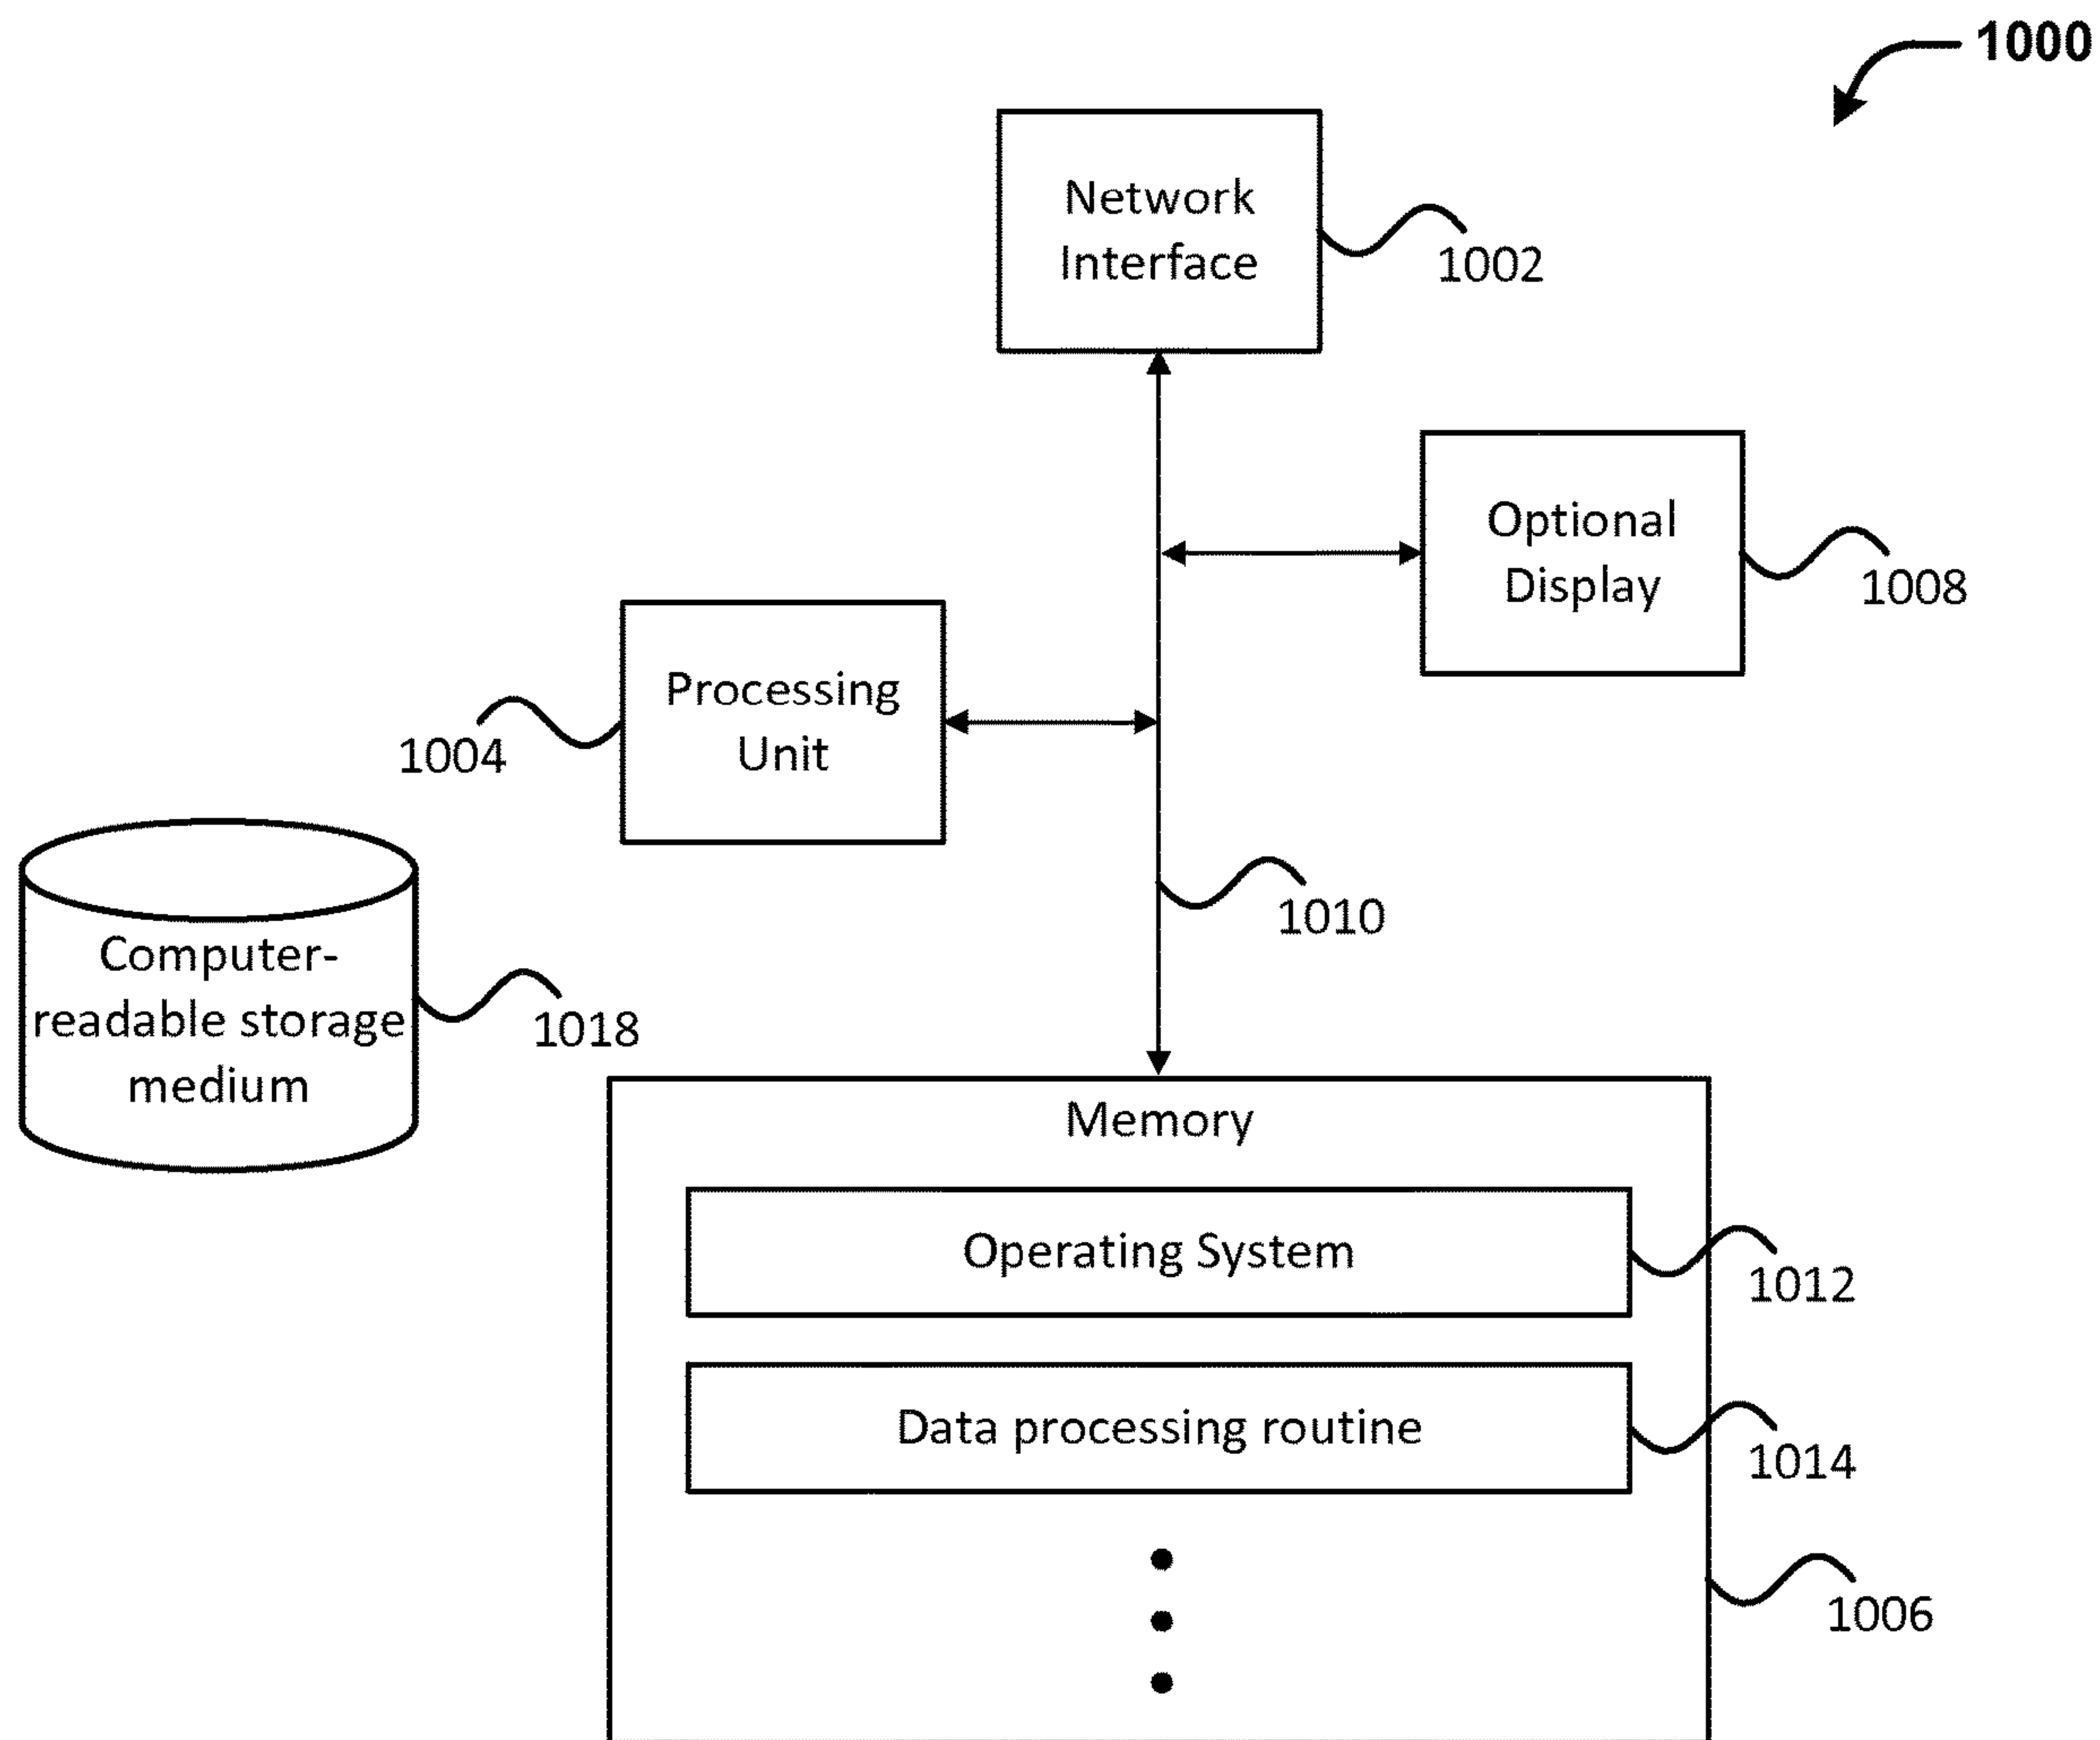 1000
Network
Interface
1002
Optional
Display
1008
Processing
Unit
1004
1010
Computer-
readable storage
medium
1018
Memory
Operating System
1012
Data processing routine
1014
1006